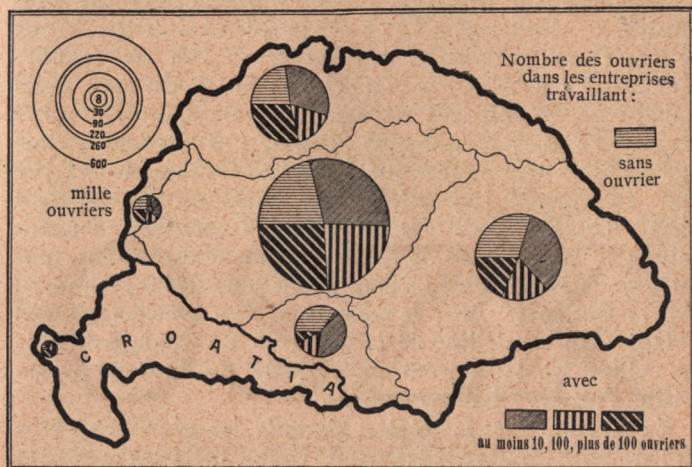 Nombre des ouvriers
dans les entreprises
travaillant :
8
30
90
220
260
600
mille
ouvriers
sans
ouvrier
CROATIA
avec
au moins 10, 100, plus de 100 ouvriers